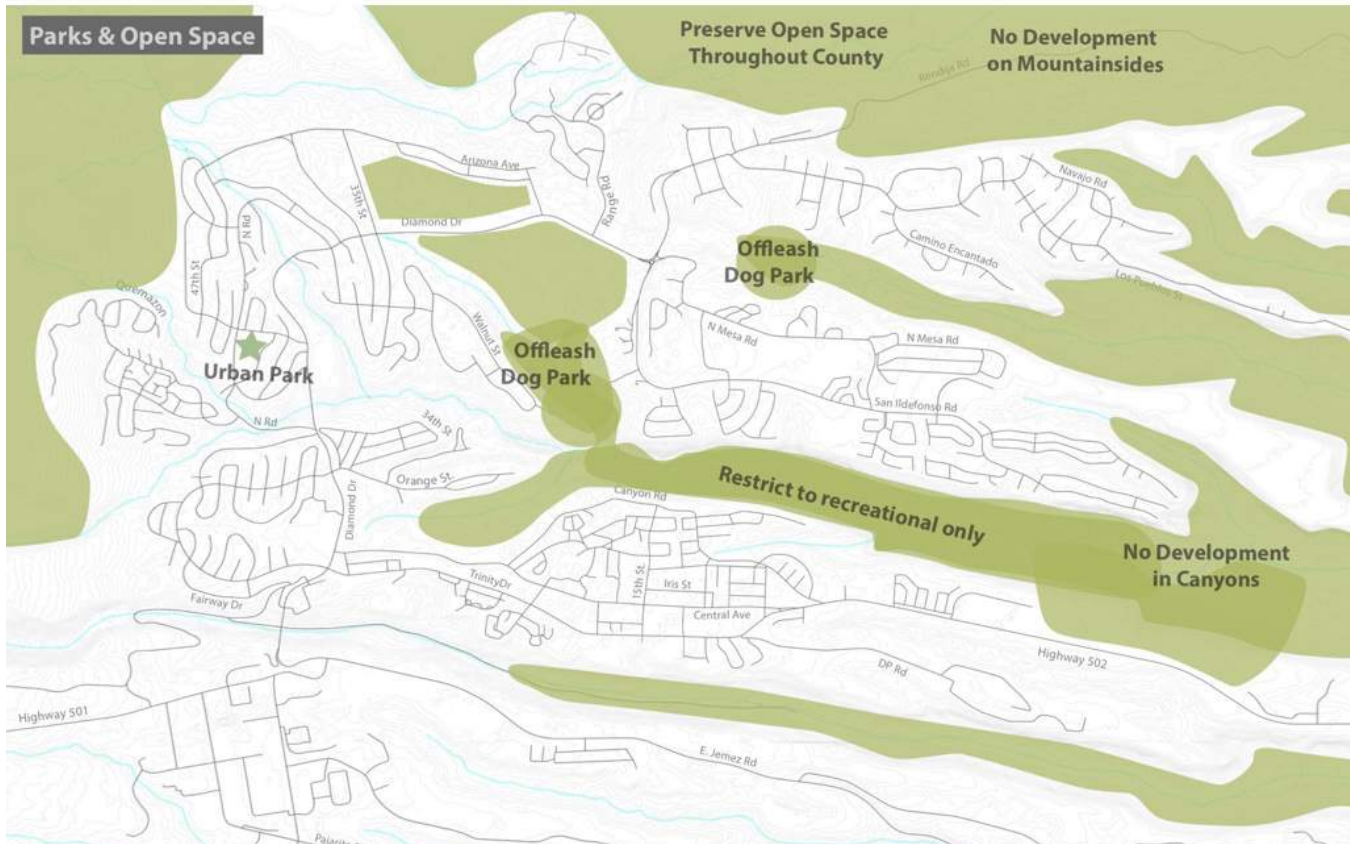 Parks & Open Space
Preserve Open Space
Throughout County
No Development
on Mountainsides
Rendija Rd
Arizona Ave
35th St
Range Rd
Navajo Rd
N Rd
Diamond Dr
Camino Encantado
Offleash
Dog Park
Los Pueblos St
47th St
Quemazon
Walnut St
N Mesa Rd
N Mesa Rd
Urban Park
Offleash
Dog Park
San Ildefonso Rd
34th St
N Rd
Orange St.
Diamond Dr
Canyon Rd
Restrict to recreational only
No Development
in Canyons
TrinityDr
15th St.
Iris St
Fairway Dr
Central Ave
Highway 502
DP Rd
Highway 501
E. Jemez Rd